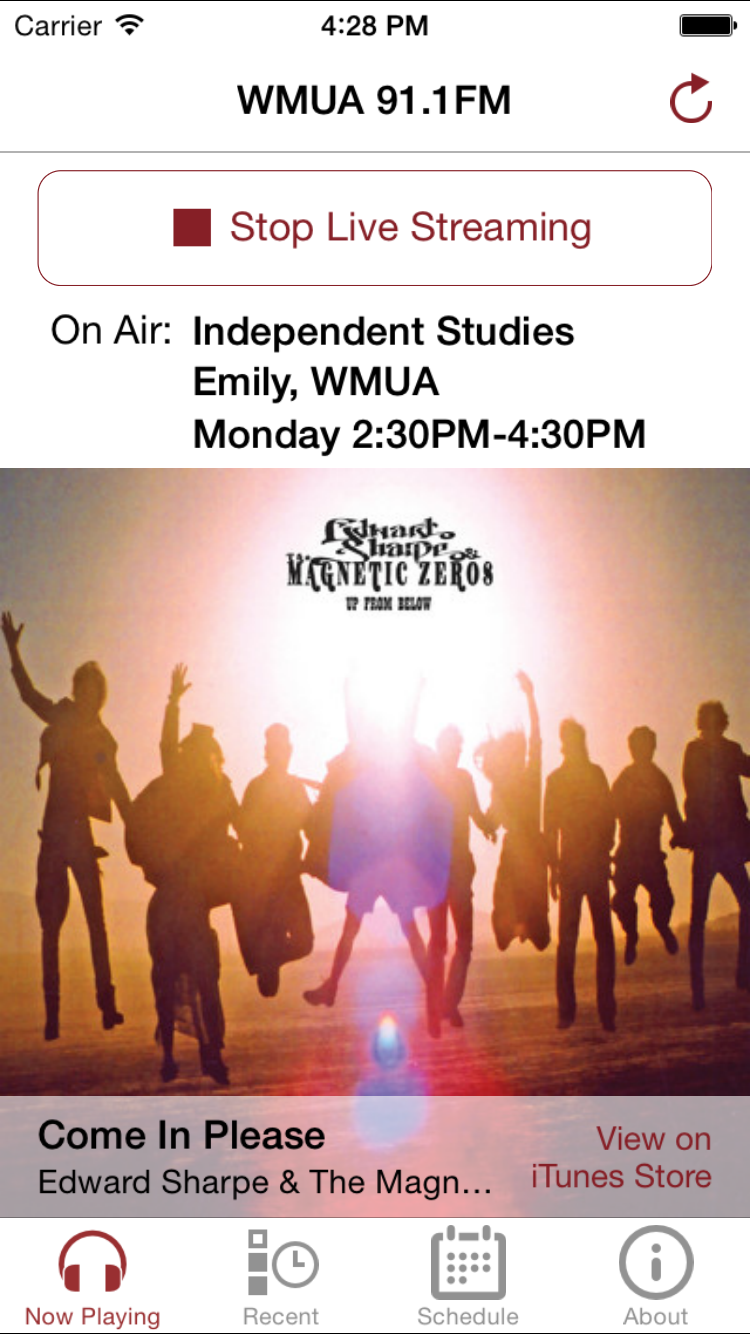 Carrier
4:28 PM
WMUA 91.1FM
Stop Live Streaming
On Air: Independent Studies
Emily, WMUA
Monday 2:30PM-4:30PM
Edward
Sharpe &
The MAGNETIC ZEROS
UP FROM BELOW
Come In Please
Edward Sharpe & The Magn...
View on
iTunes Store
Now Playing
Recent
Schedule
About